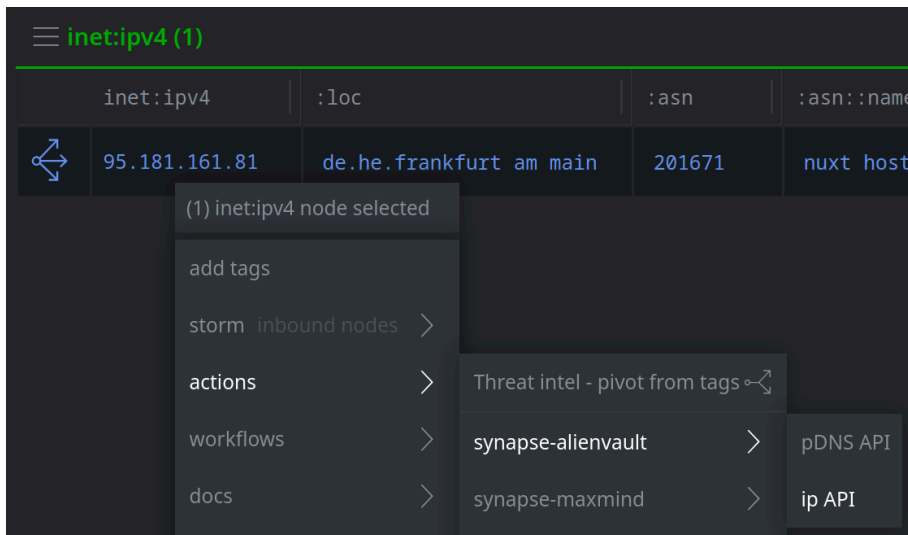 inet:ipv4 (1)
inet:ipv4 :loc :asn :asn::name
95.181.161.81 de.he.frankfurt am main 201671 nuxt host
(1) inet:ipv4 node selected
add tags
storm inbound nodes
actions
workflows
docs
Threat intel - pivot from tags
synapse-alienvault
synapse-maxmind
pDNS API
ip API